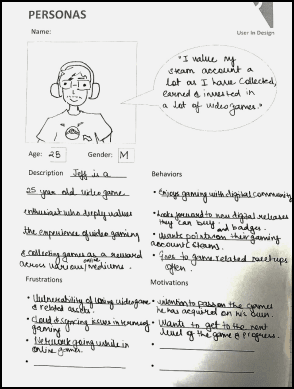 PERSONAS
User In Design
Name:
"I value my
steam account a
lot as I have collected,
earned & invested in
a lot of videogames."
Age: 25
Gender: M
Description Jeff is a
25 year old video game
enthusiast who deeply values
the experience of video gaming
& collecting games as a reward
across various online mediums.
Behaviors
• Enjoys gaming with digital community
• Looks forward to new digital releases
they can buy.
and badges.
• Wants points on their gaming
account
• Goes to game related meetups
often.
Frustrations
• Vulnerability of losing videogame
& related assets.
• Cloud & syncing issues in terms of
gaming
• Network going while in
online games.
•
Motivations
• Intention to pass on the games
he has acquired on his own.
• Wants to get to the next
level of the game & progress.
•
•